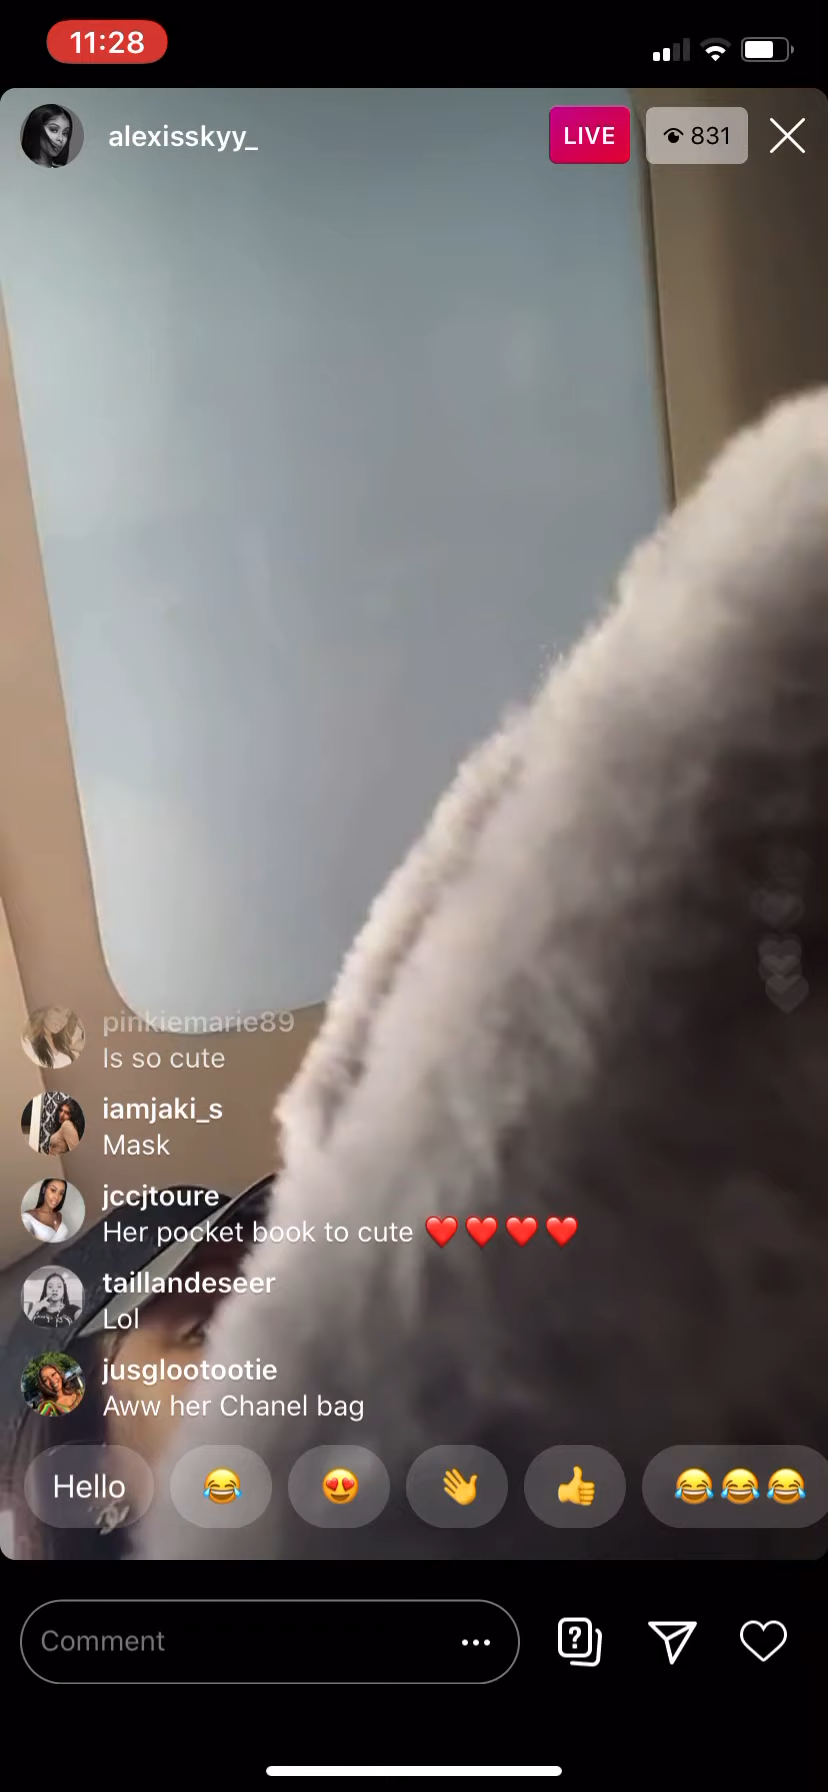 11:28
alexisskyy_
LIVE
831
pinkiemarie89
Is so cute
iamjaki_s
Mask
jccjtoure
Her pocket book to cute ❤️❤️❤️❤️
taillandeseer
Lol
jusglootootie
Aww her Chanel bag
Hello 😂 😍 👋 👍 😂😂😂
Comment